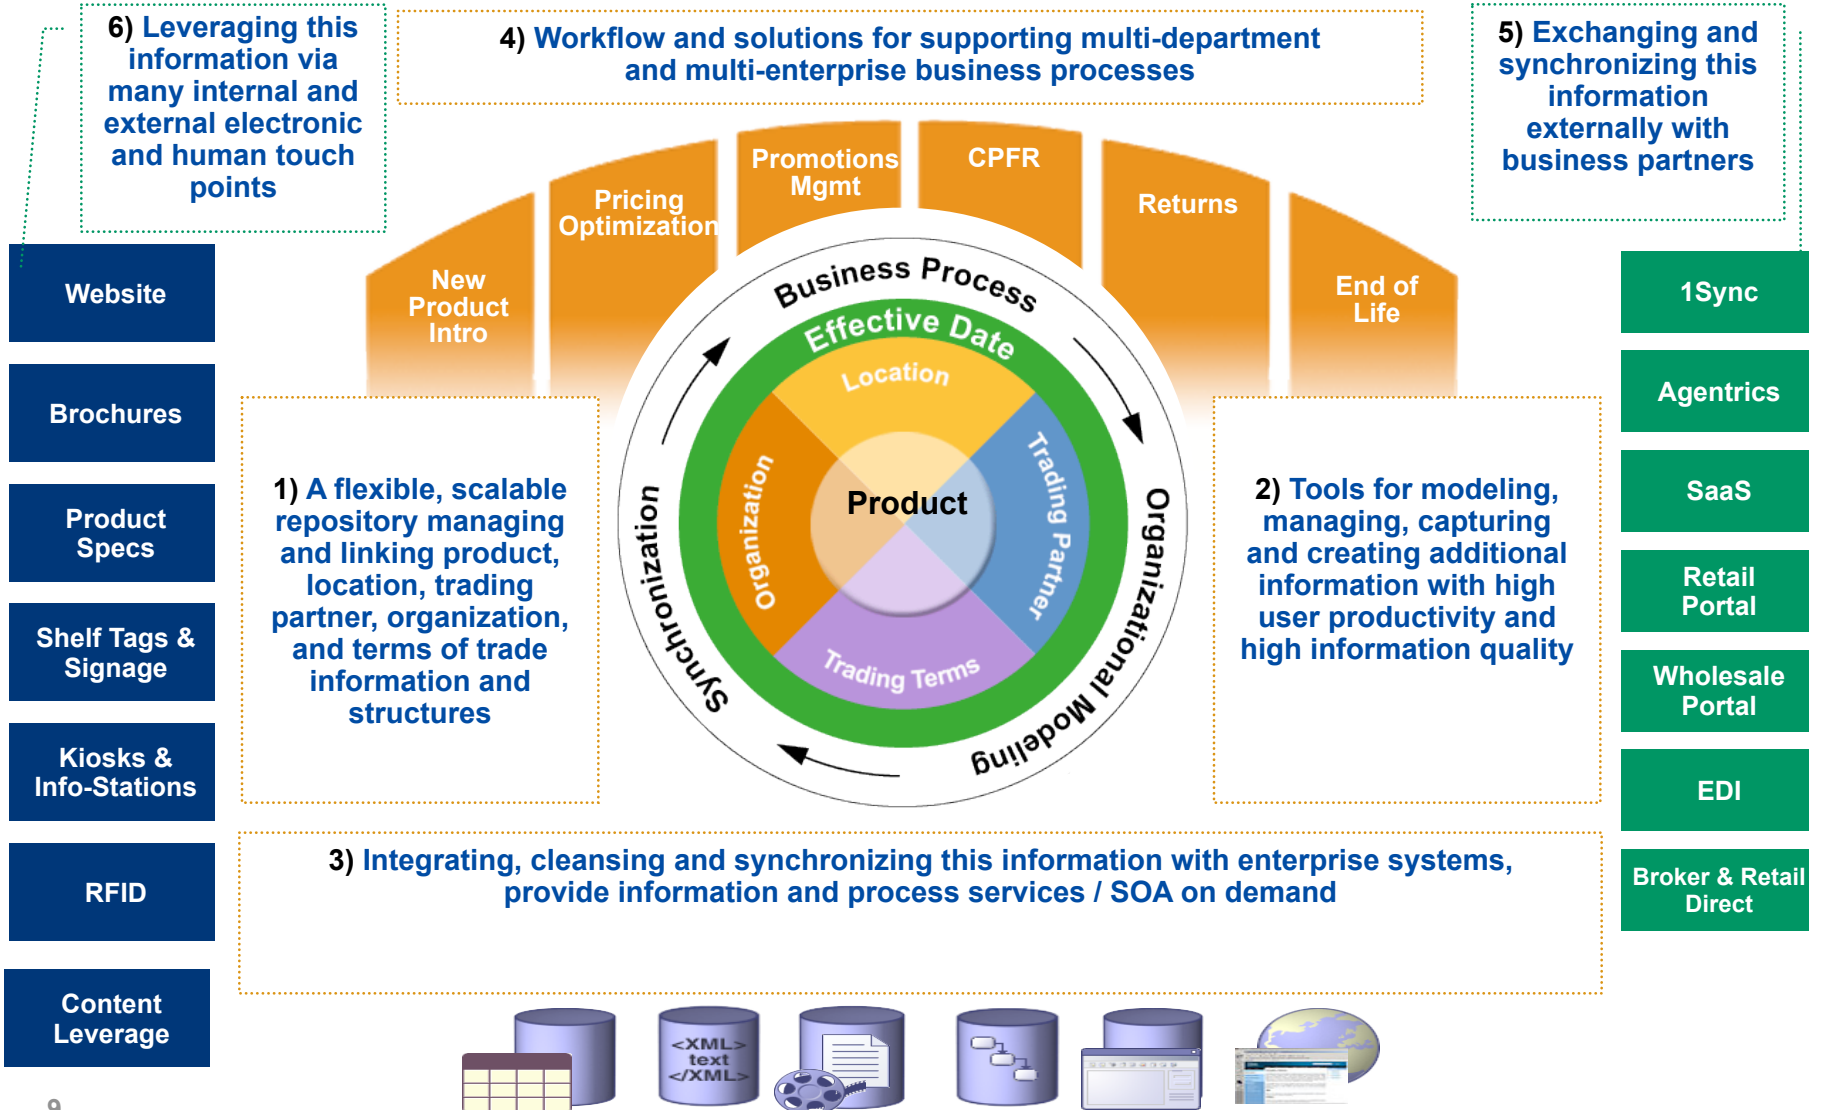 6) Leveraging this
information via
many internal and
external electronic
and human touch
points
4) Workflow and solutions for supporting multi-department
and multi-enterprise business processes
5) Exchanging and
synchronizing this
information
externally with
business partners
New
Product
Intro
Pricing
Optimization
Promotions
Mgmt
CPFR
Returns
End of
Life
Website
Brochures
Product
Specs
Shelf Tags &
Signage
Kiosks &
Info-Stations
RFID
Content
Leverage
1) A flexible, scalable
repository managing
and linking product,
location, trading
partner, organization,
and terms of trade
information and
structures
Business Process
Organizational Modeling
Synchronization
Effective Date
Location
Trading Partner
Trading Terms
Organization
Product
2) Tools for modeling,
managing, capturing
and creating additional
information with high
user productivity and
high information quality
1Sync
Agentrics
SaaS
Retail
Portal
Wholesale
Portal
EDI
Broker & Retail
Direct
3) Integrating, cleansing and synchronizing this information with enterprise systems,
provide information and process services / SOA on demand
<XML>
text
</XML>
9